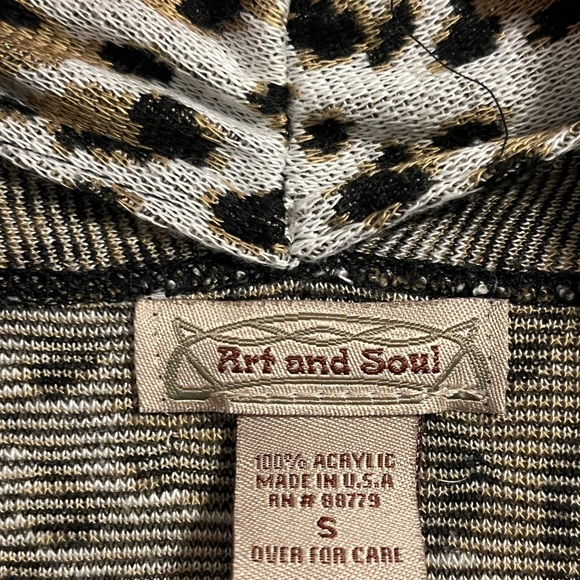 Art and Soul
100% ACRYLIC
MADE IN U.S.A
RN # 88779
S
OVER FOR CARE